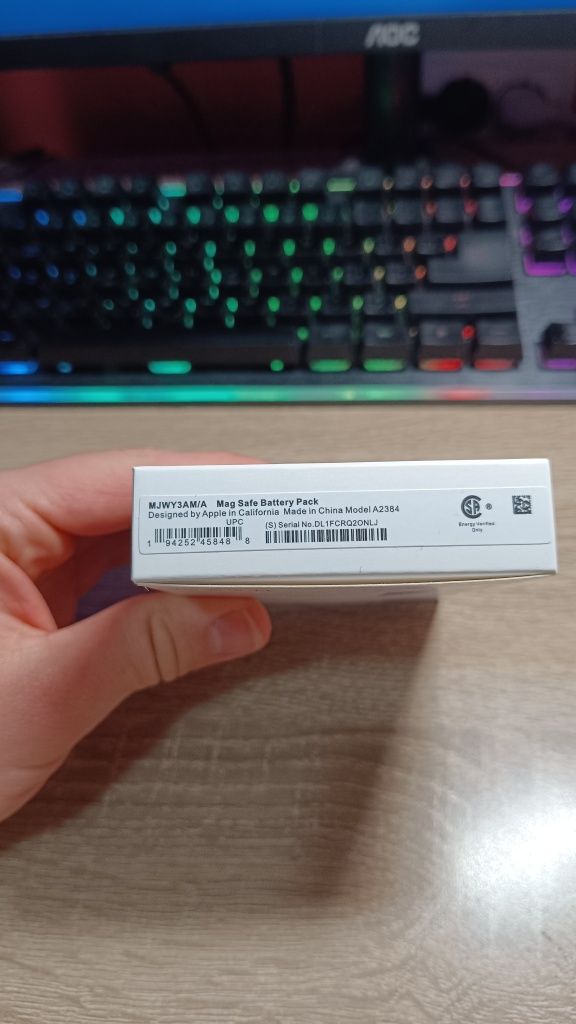 AOC
MJWY3AM/A Mag Safe Battery Pack
Designed by Apple in California Made in China Model A2384
UPC (S) Serial No.DL1FCRQ2ONLJ
1 94252 45848 8
Energy Verified
Only